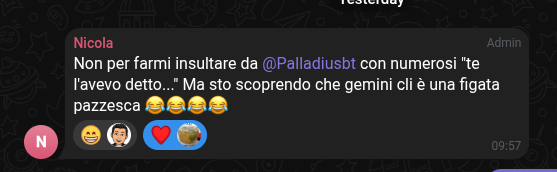 Yesterday
Nicola Admin
Non per farmi insultare da @Palladiusbt con numerosi "te
l'avevo detto..." Ma sto scoprendo che gemini cli è una figata
pazzesca 😂😂😂😂
N
09:57